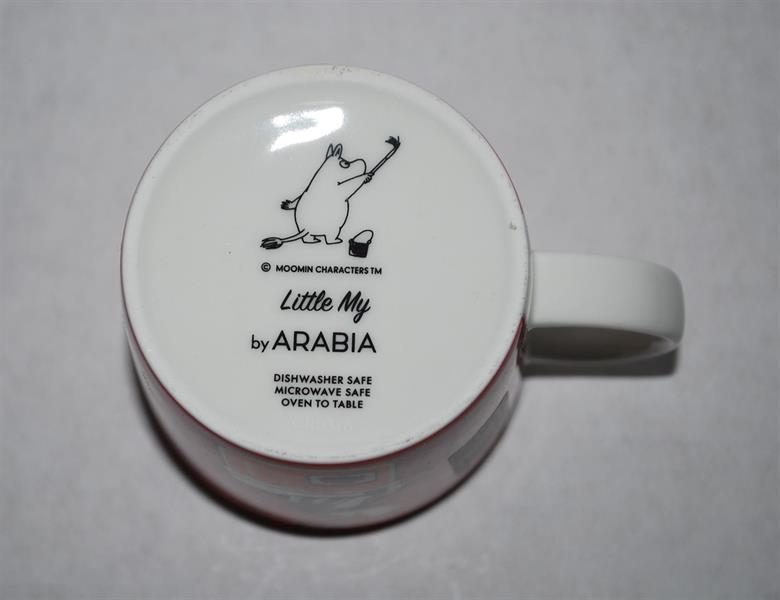 © MOOMIN CHARACTERS TM
Little My
by ARABIA
DISHWASHER SAFE
MICROWAVE SAFE
OVEN TO TABLE